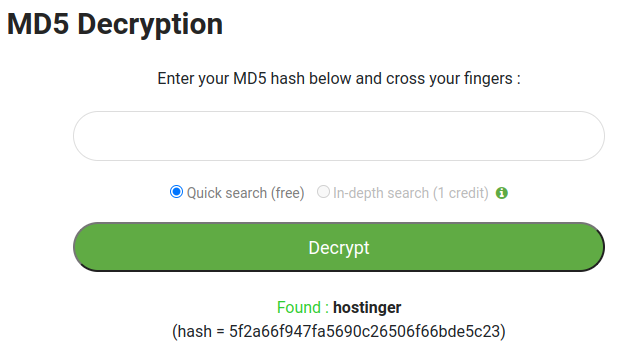 MD5 Decryption
Enter your MD5 hash below and cross your fingers :
Quick search (free) In-depth search (1 credit)
Decrypt
Found : hostinger
(hash = 5f2a66f947fa5690c26506f66bde5c23)